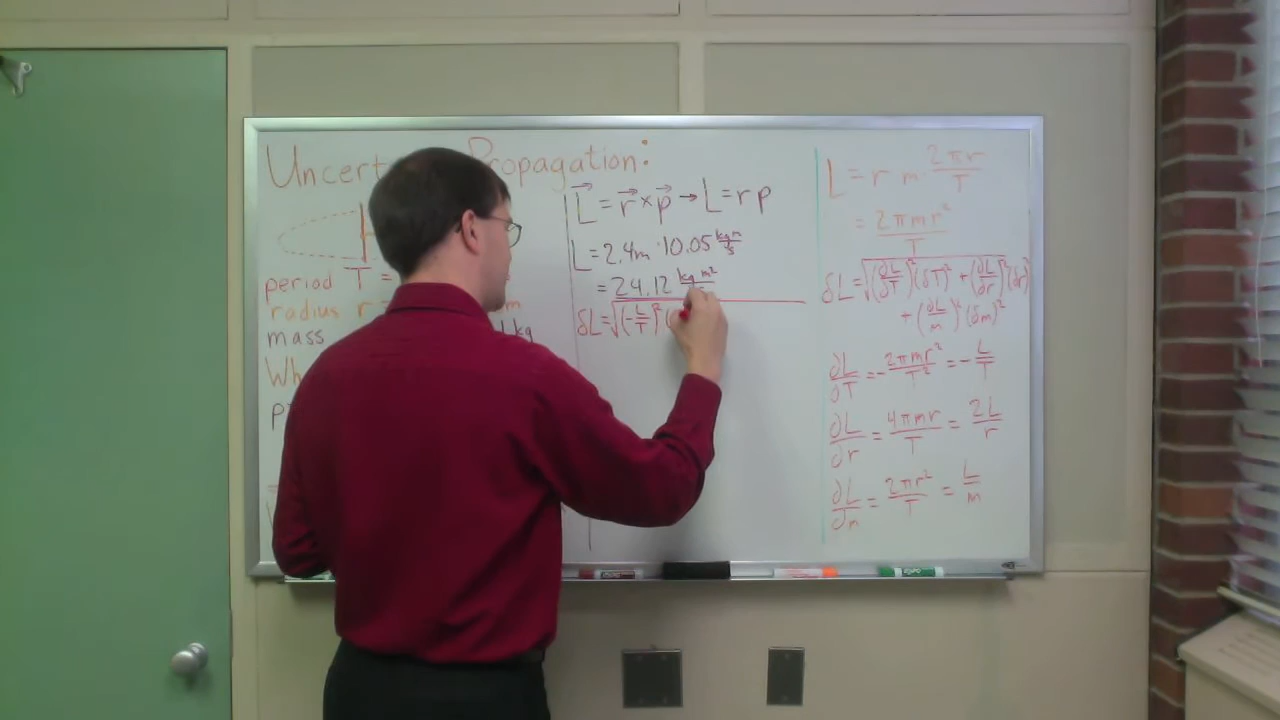 Uncert Propagation:
period T =
radius r = m
mass kg
Wh
L⃗ = r⃗ × p⃗ → L = r p
L = 2.4m · 10.05 kg m/s
= 24.12 kg m²
δL = √(-L/T)² (
L = r m · 2πr/T
= 2πmr²/T
δL = √(∂L/∂T)² (δT)² + (∂L/∂r)² (δr)²
+ (∂L/m)² (δm)²
∂L/∂T = - 2πmr²/T² = - L/T
∂L/∂r = 4πmr/T = 2L/r
∂L/∂m = 2πr²/T = L/m
EXPO